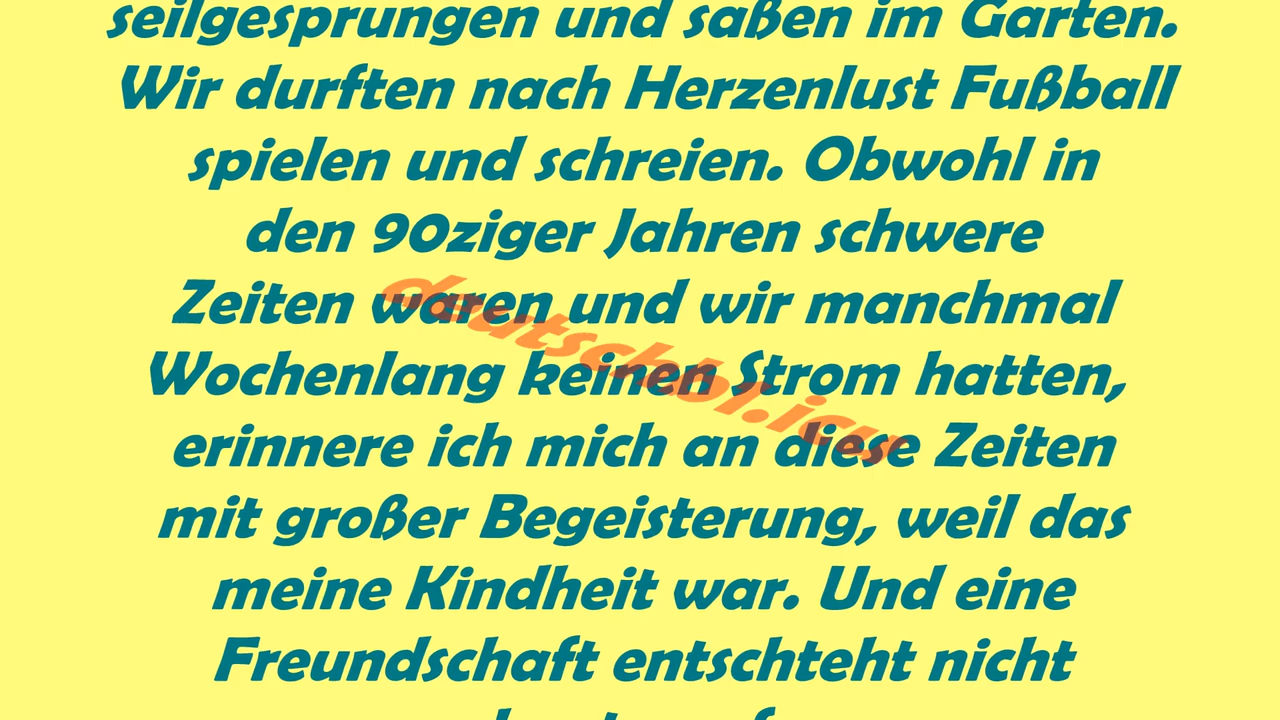 seilgesprungen und saßen im Garten.
Wir durften nach Herzenlust Fußball
spielen und schreien. Obwohl in
den 90ziger Jahren schwere
Zeiten waren und wir manchmal
Wochenlang keinen Strom hatten,
erinnere ich mich an diese Zeiten
mit großer Begeisterung, weil das
meine Kindheit war. Und eine
Freundschaft entschteht nicht
deutschb1.icu